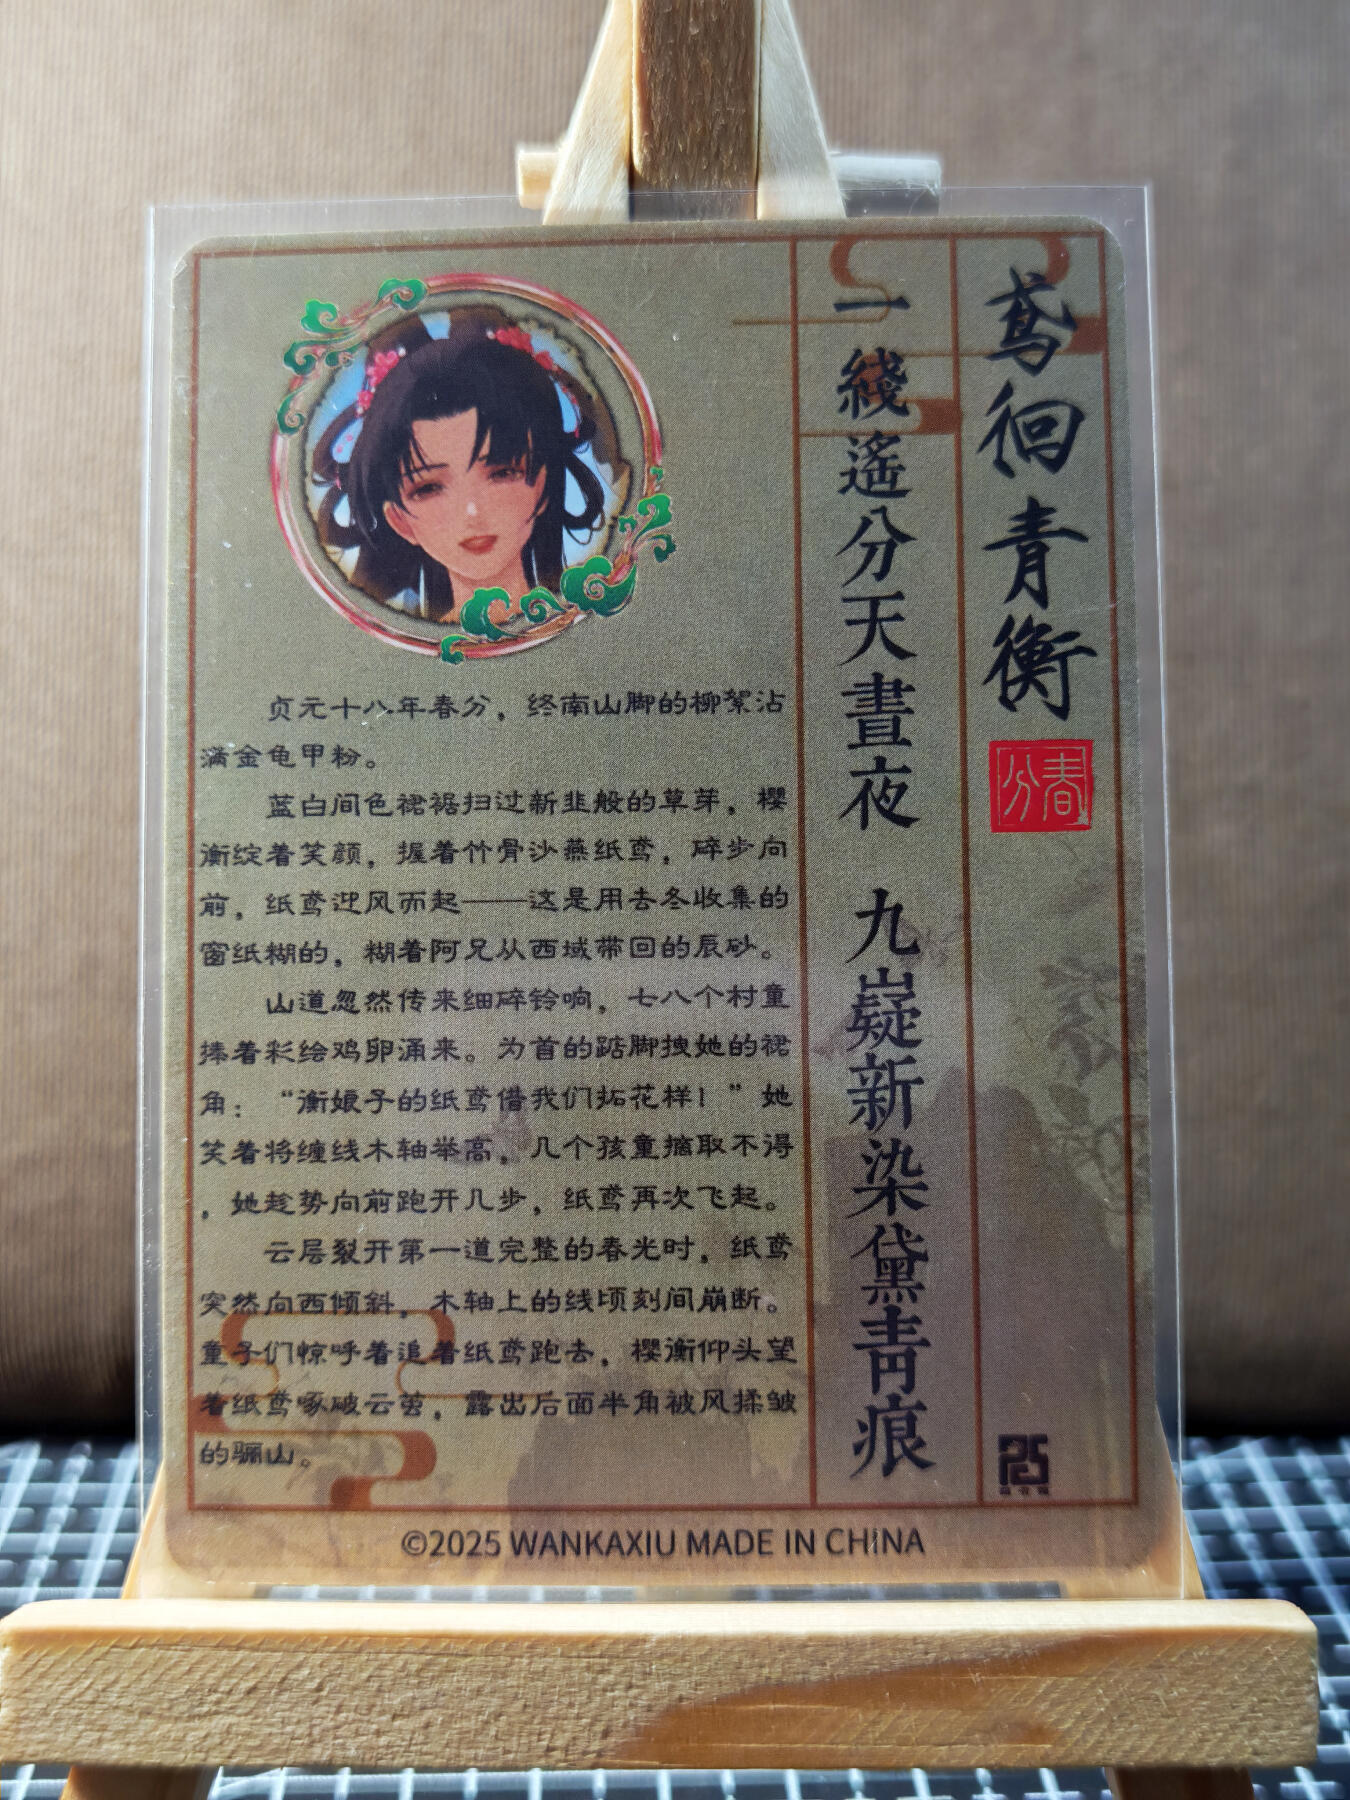 鸢徊青衡
春分
一綫遙分天晝夜 九嶷新染黛青痕
贞元十八年春分，终南山脚的柳絮沾
满金龟甲粉。
蓝白间色裙裾扫过新韭般的草芽，樱
衡绽着笑颜，握着竹骨沙燕纸鸢，碎步向
前，纸鸢迎风而起——这是用去冬收集的
窗纸糊的，糊着阿兄从西域带回的辰砂。
山道忽然传来细碎铃响，七八个村童
捧着彩绘鸡卵涌来。为首的踮脚拽她的裙
角：“衡娘子的纸鸢借我们拓花样！”她
笑着将缠线木轴举高，几个孩童摘取不得
，她趁势向前跑开几步，纸鸢再次飞起。
云层裂开第一道完整的春光时，纸鸢
突然向西倾斜，木轴上的线顷刻间崩断。
童子们惊呼着追着纸鸢跑去，樱衡仰头望
着纸鸢啄破云茧，露出后面半角被风揉皱
的骊山。
©2025 WANKAXIU MADE IN CHINA